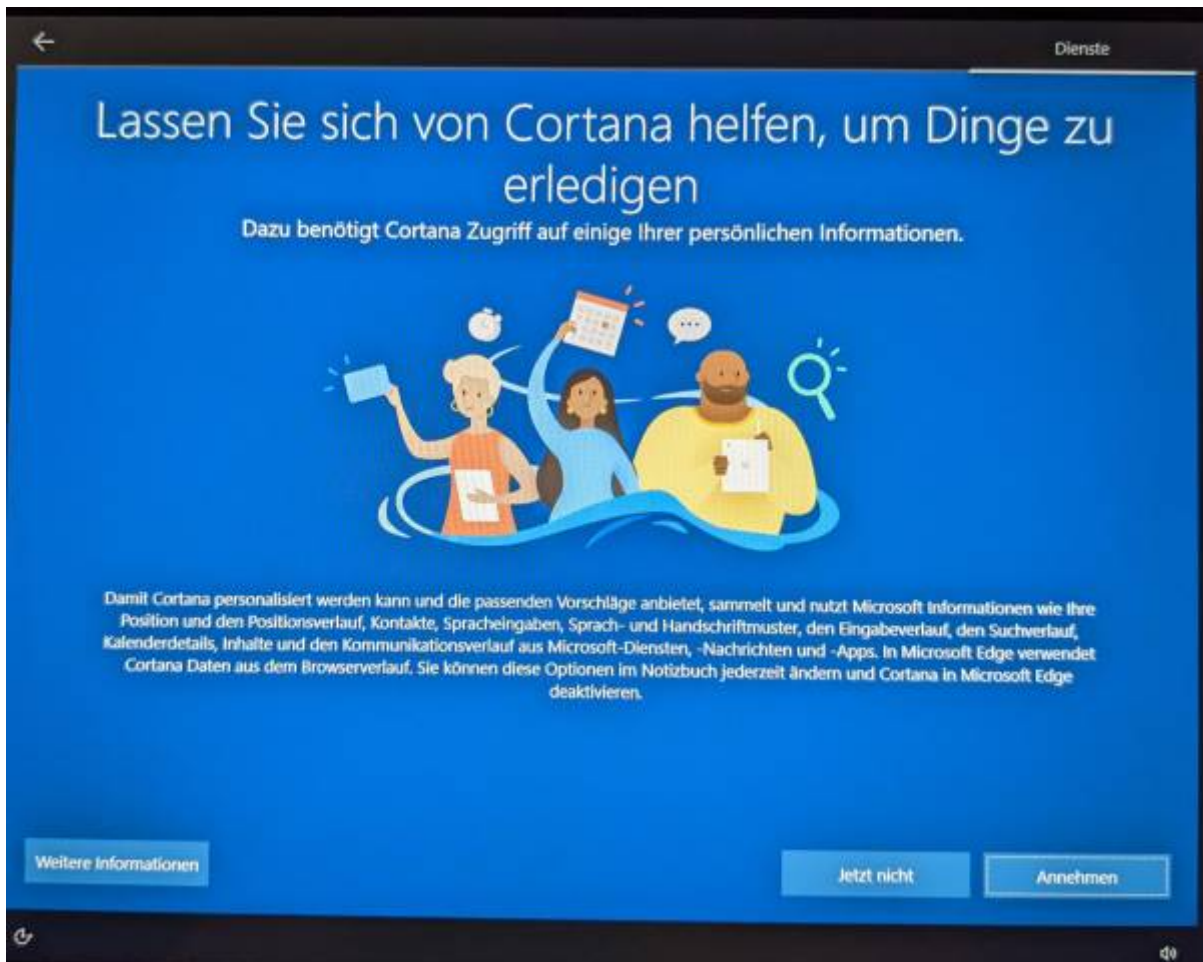 Dienste
Lassen Sie sich von Cortana helfen, um Dinge zu
erledigen
Dazu benötigt Cortana Zugriff auf einige Ihrer persönlichen Informationen.
Damit Cortana personalisiert werden kann und die passenden Vorschläge anbietet, sammelt und nutzt Microsoft Informationen wie Ihre
Position und den Positionsverlauf, Kontakte, Spracheingaben, Sprach- und Handschriftmuster, den Eingabeverlauf, den Suchverlauf,
Kalenderdetails, Inhalte und den Kommunikationsverlauf aus Microsoft-Diensten, -Nachrichten und -Apps. In Microsoft Edge verwendet
Cortana Daten aus dem Browserverlauf. Sie können diese Optionen im Notizbuch jederzeit ändern und Cortana in Microsoft Edge
deaktivieren.
Weitere Informationen
Jetzt nicht
Annehmen